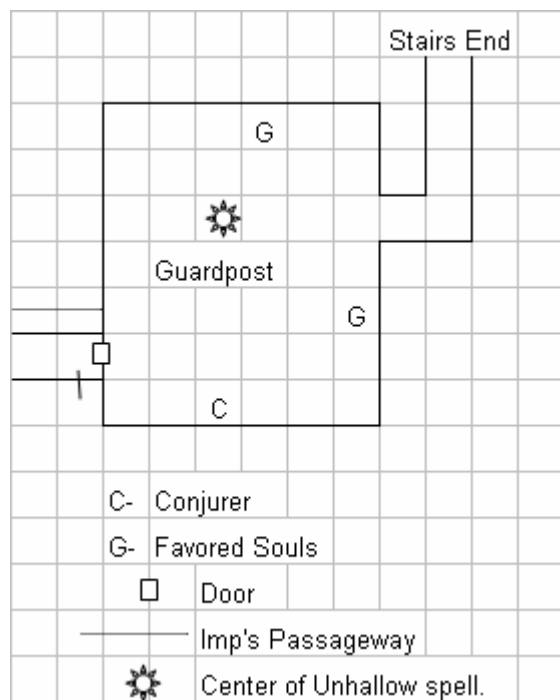 Stairs End
G
Guardpost
G
C
C- Conjurer
G- Favored Souls
Door
Imp's Passageway
Center of Unhallow spell.